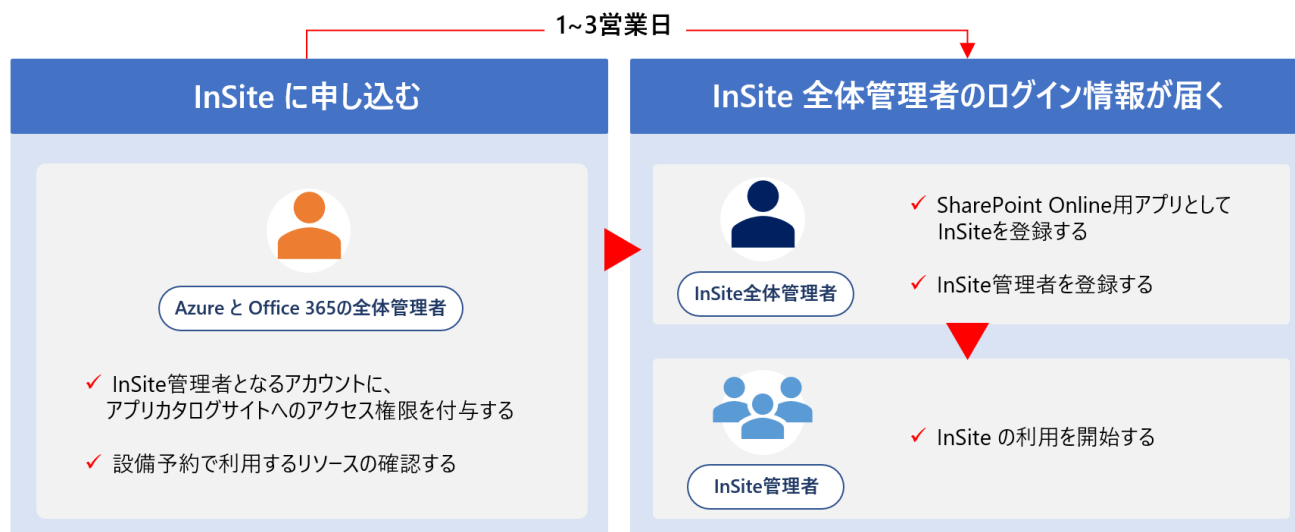 1~3営業日
InSite に申し込む
Azure と Office 365の全体管理者
✓ InSite管理者となるアカウントに、
アプリカタログサイトへのアクセス権限を付与する
✓ 設備予約で利用するリソースの確認する
InSite 全体管理者のログイン情報が届く
InSite全体管理者
✓ SharePoint Online用アプリとして
InSiteを登録する
✓ InSite管理者を登録する
InSite管理者
✓ InSite の利用を開始する